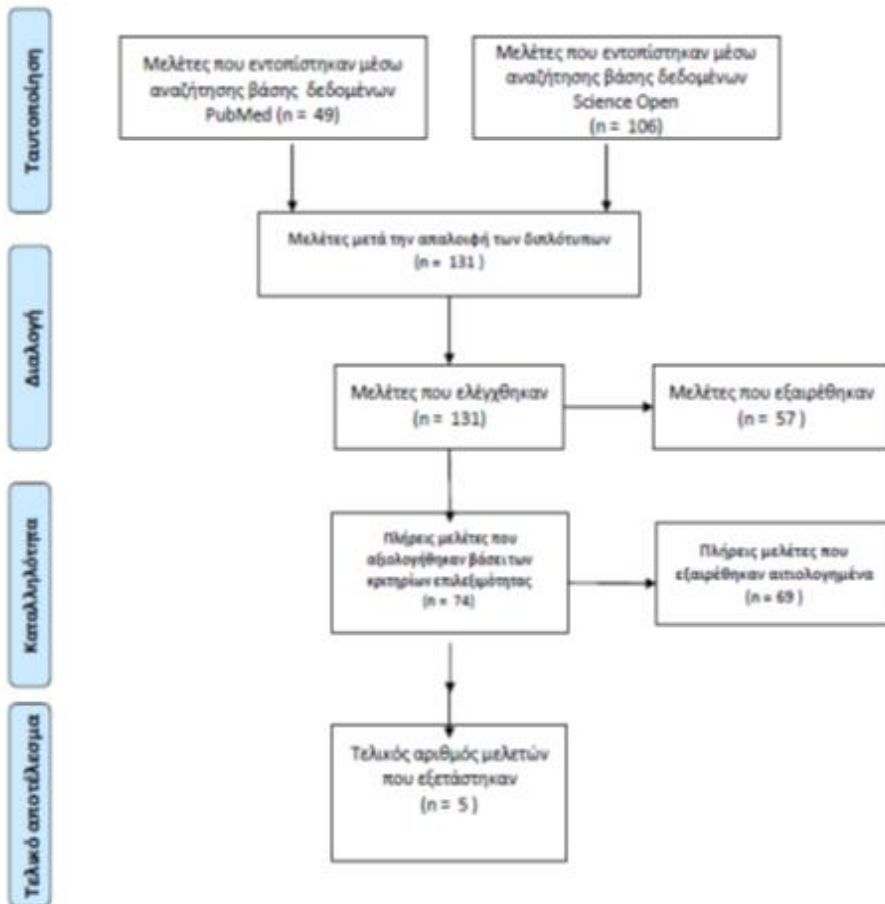 Ταυτοποίηση
Μελέτες που εντοπίστηκαν μέσω
αναζήτησης βάσης δεδομένων
PubMed (n = 49)
Μελέτες που εντοπίστηκαν μέσω
αναζήτησης βάσης δεδομένων
Science Open
(n = 106)
Μελέτες μετά την απαλοιφή των διπλότυπων
(n = 131 )
Διαλογή
Μελέτες που ελέγχθηκαν
(n = 131)
Μελέτες που εξαιρέθηκαν
(n = 57 )
Καταλληλότητα
Πλήρεις μελέτες που
αξιολογήθηκαν βάσει των
κριτηρίων επιλεξιμότητας
(n = 74)
Πλήρεις μελέτες που
εξαιρέθηκαν αιτιολογημένα
(n = 69 )
Τελικό αποτέλεσμα
Τελικός αριθμός μελετών
που εξετάστηκαν
(n = 5 )